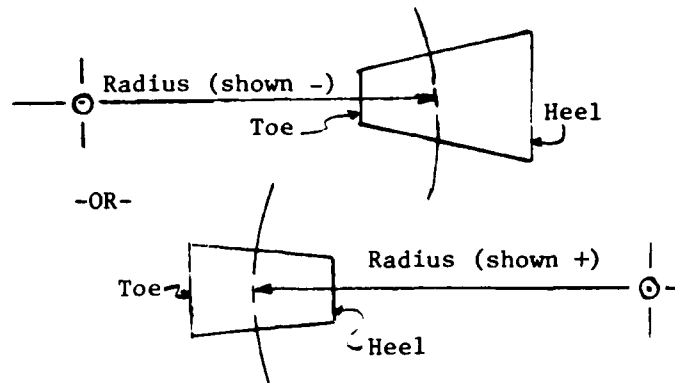 Radius (shown -)
Toe
Heel
-OR-
Radius (shown +)
Toe
Heel